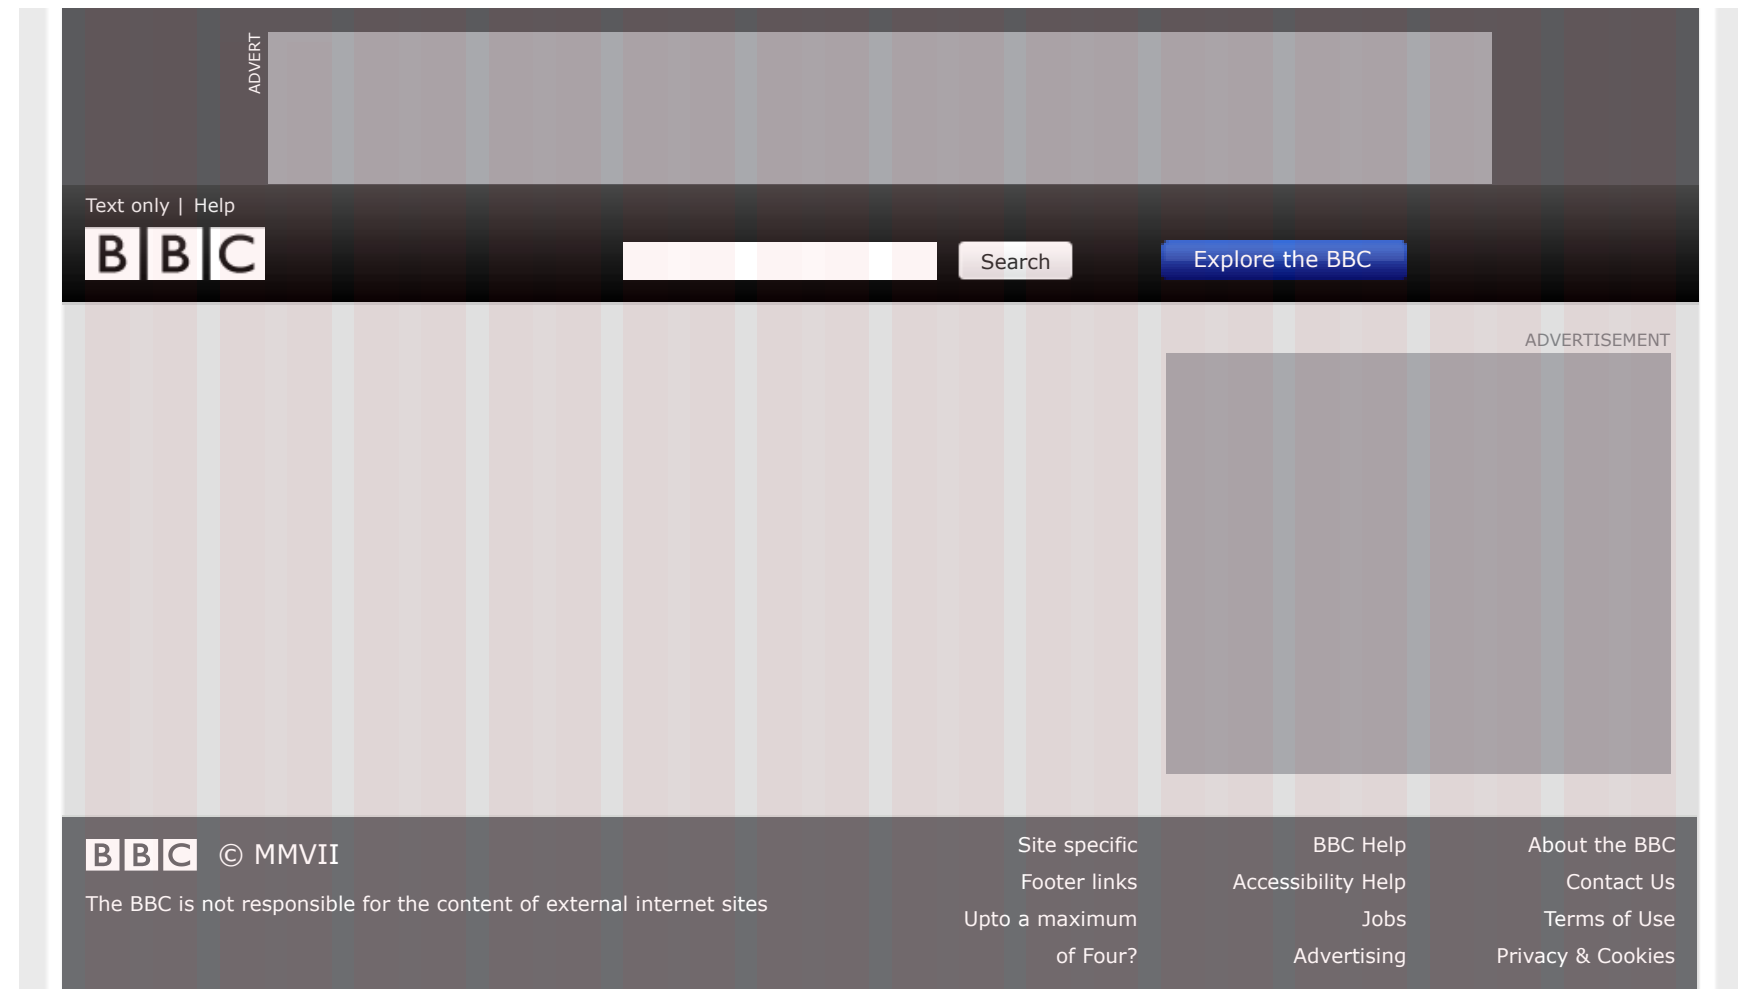 ADVERT
Text only | Help
BBC
Search
Explore the BBC
ADVERTISEMENT
BBC © MMVII
The BBC is not responsible for the content of external internet sites
Site specific
Footer links
Upto a maximum
of Four?
BBC Help
Accessibility Help
Jobs
Advertising
About the BBC
Contact Us
Terms of Use
Privacy & Cookies